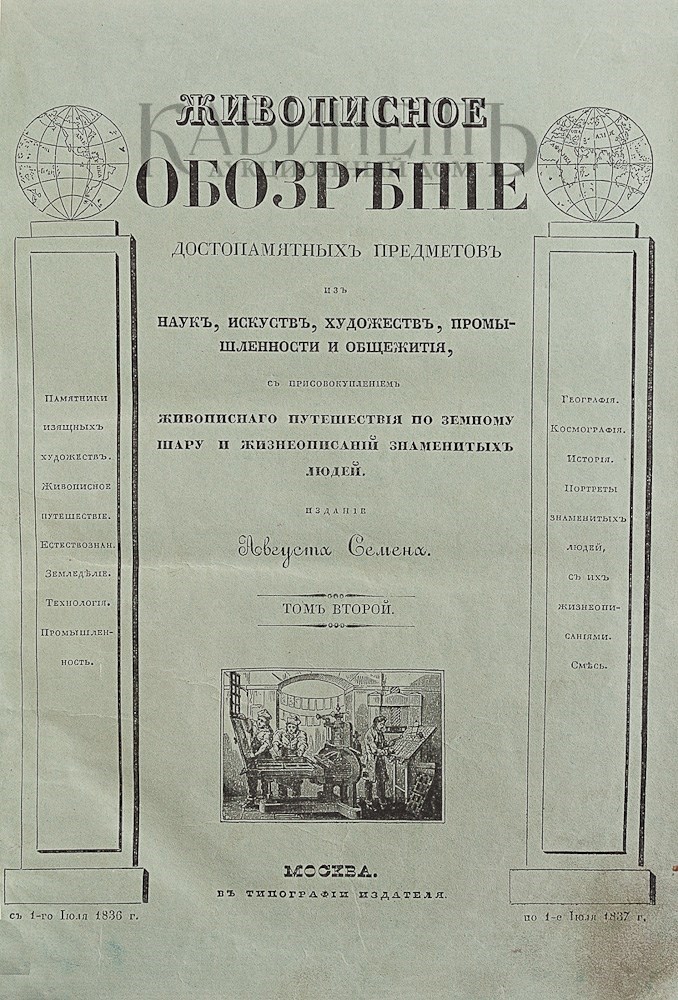 ЖИВОПИСНОЕ
КАБИНЕТЪ
АУКЦИОННЫЙ ДОМ
ОБОЗРѢНІЕ
ДОСТОПАМЯТНЫХЪ ПРЕДМЕТОВЪ
ИЗЪ
НАУКЪ, ИСКУСТВЪ, ХУДОЖЕСТВЪ, ПРОМЫ-
ШЛЕННОСТИ И ОБЩЕЖИТІЯ,
СЪ ПРИСОВОКУПЛЕНІЕМЪ
ЖИВОПИСНАГО ПУТЕШЕСТВІЯ ПО ЗЕМНОМУ
ШАРУ И ЖИЗНЕОПИСАНІЙ ЗНАМЕНИТЫХЪ
ЛЮДЕЙ.
ИЗДАНІЕ
Августа Семена.
ТОМЪ ВТОРОЙ.
Памятники
изящныхъ
художествъ.
Живописное
путешествіе.
Естествознан.
Земледѣліе.
Технологія.
Промышлен-
ность.
Географія.
Космографія.
Исторія.
Портреты
знаменитыхъ
людей,
съ ихъ
жизнеопи-
саніями.
Смѣсь.
МОСКВА.
ВЪ ТИПОГРАФІИ ИЗДАТЕЛЯ.
съ 1-го Іюля 1836 г.
по 1-е Іюля 1837 г.